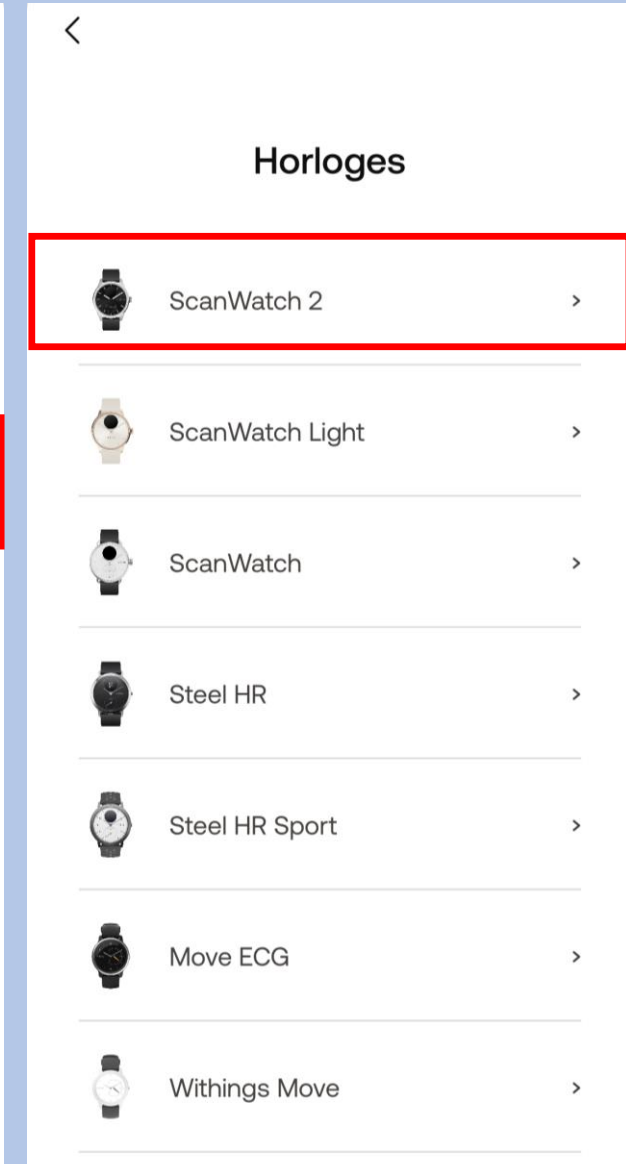 Horloges
ScanWatch 2
ScanWatch Light
ScanWatch
Steel HR
Steel HR Sport
Move ECG
Withings Move